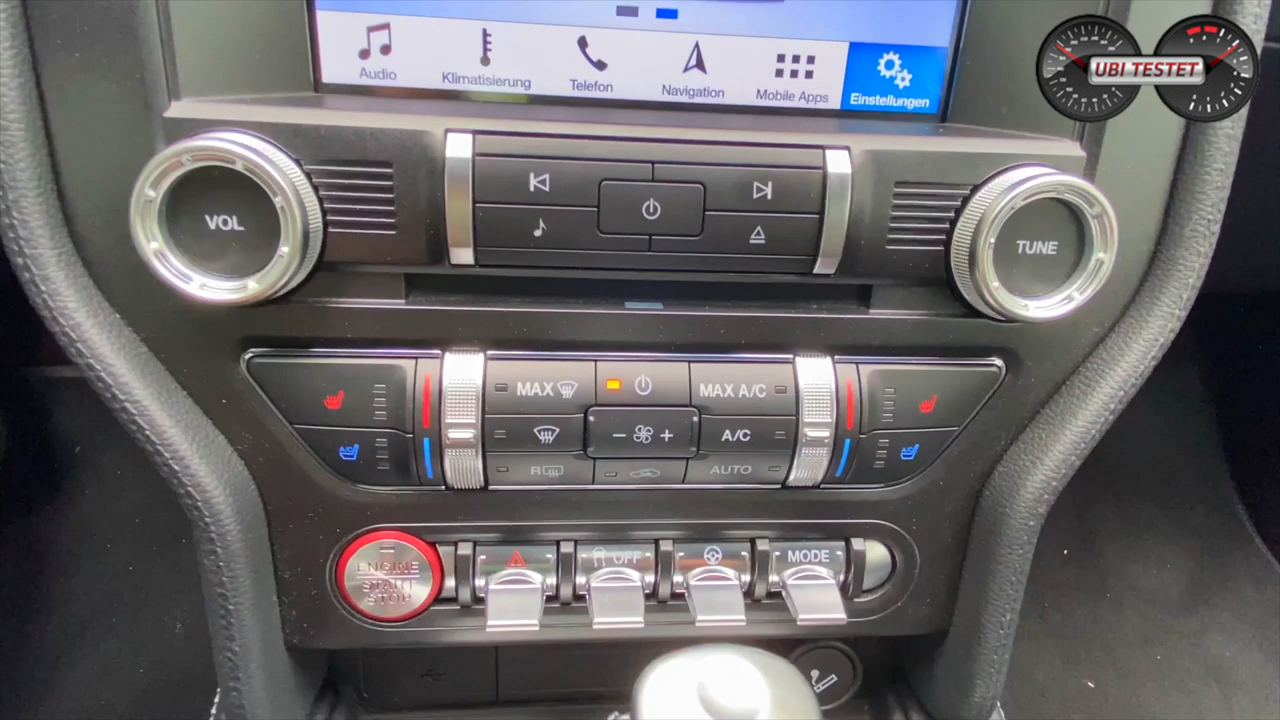 Audio
Klimatisierung
Telefon
Navigation
Mobile Apps
Einstellungen
UBI TESTET
VOL
TUNE
MAX
MAX A/C
A/C
A/C
A/C
R
AUTO
ENGINE
START
STOP
OFF
MODE